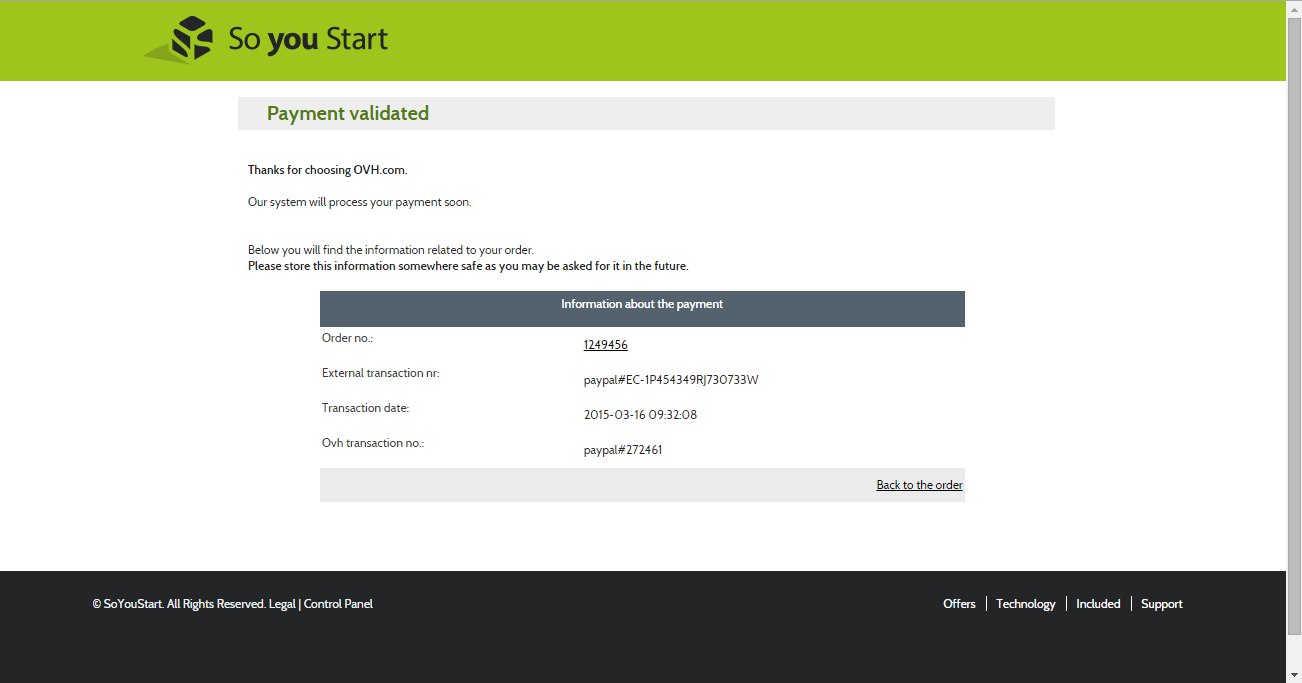 So you Start
Payment validated
Thanks for choosing OVH.com.
Our system will process your payment soon.
Below you will find the information related to your order.
Please store this information somewhere safe as you may be asked for it in the future.
Information about the payment
Order no.:
1249456
External transaction nr:
paypal#EC-1P454349RJ730733W
Transaction date:
2015-03-16 09:32:08
Ovh transaction no.:
paypal#272461
Back to the order
© SoYouStart. All Rights Reserved. Legal | Control Panel
Offers | Technology | Included | Support